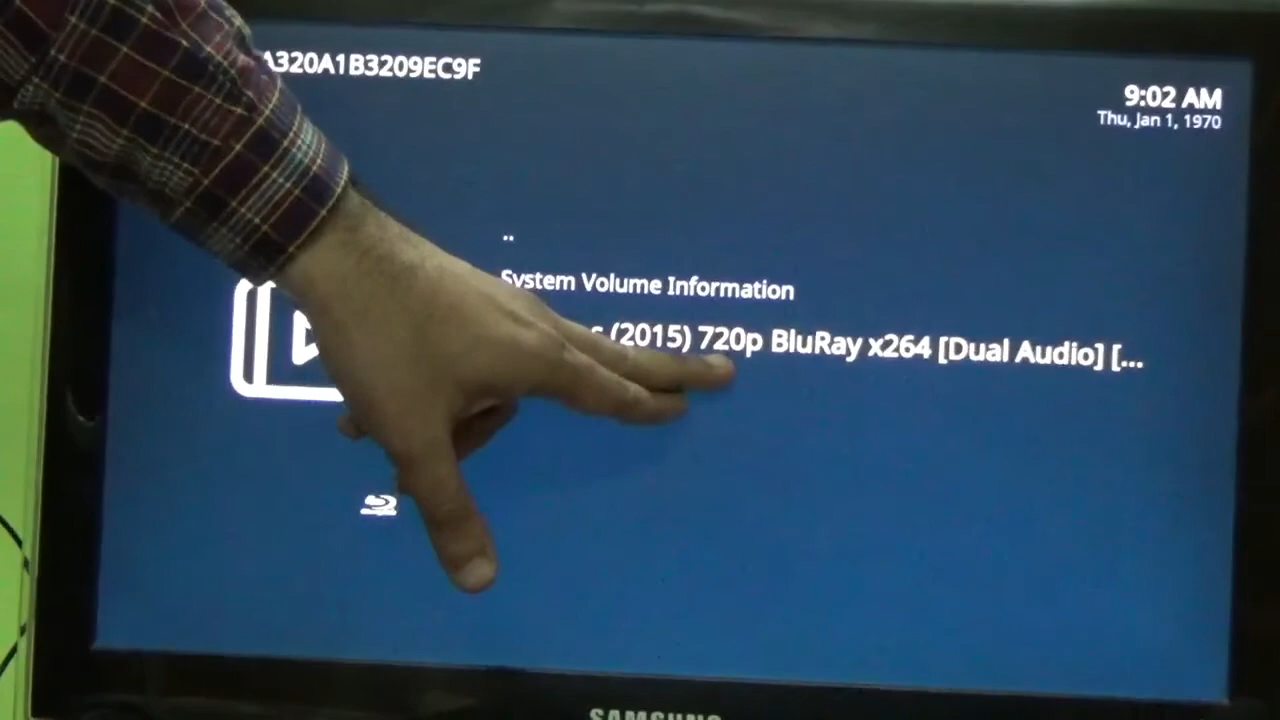 A320A1B3209EC9F
9:02 AM
Thu, Jan 1, 1970
..
System Volume Information
(2015) 720p BluRay x264 [Dual Audio] [...
SAMSUNG